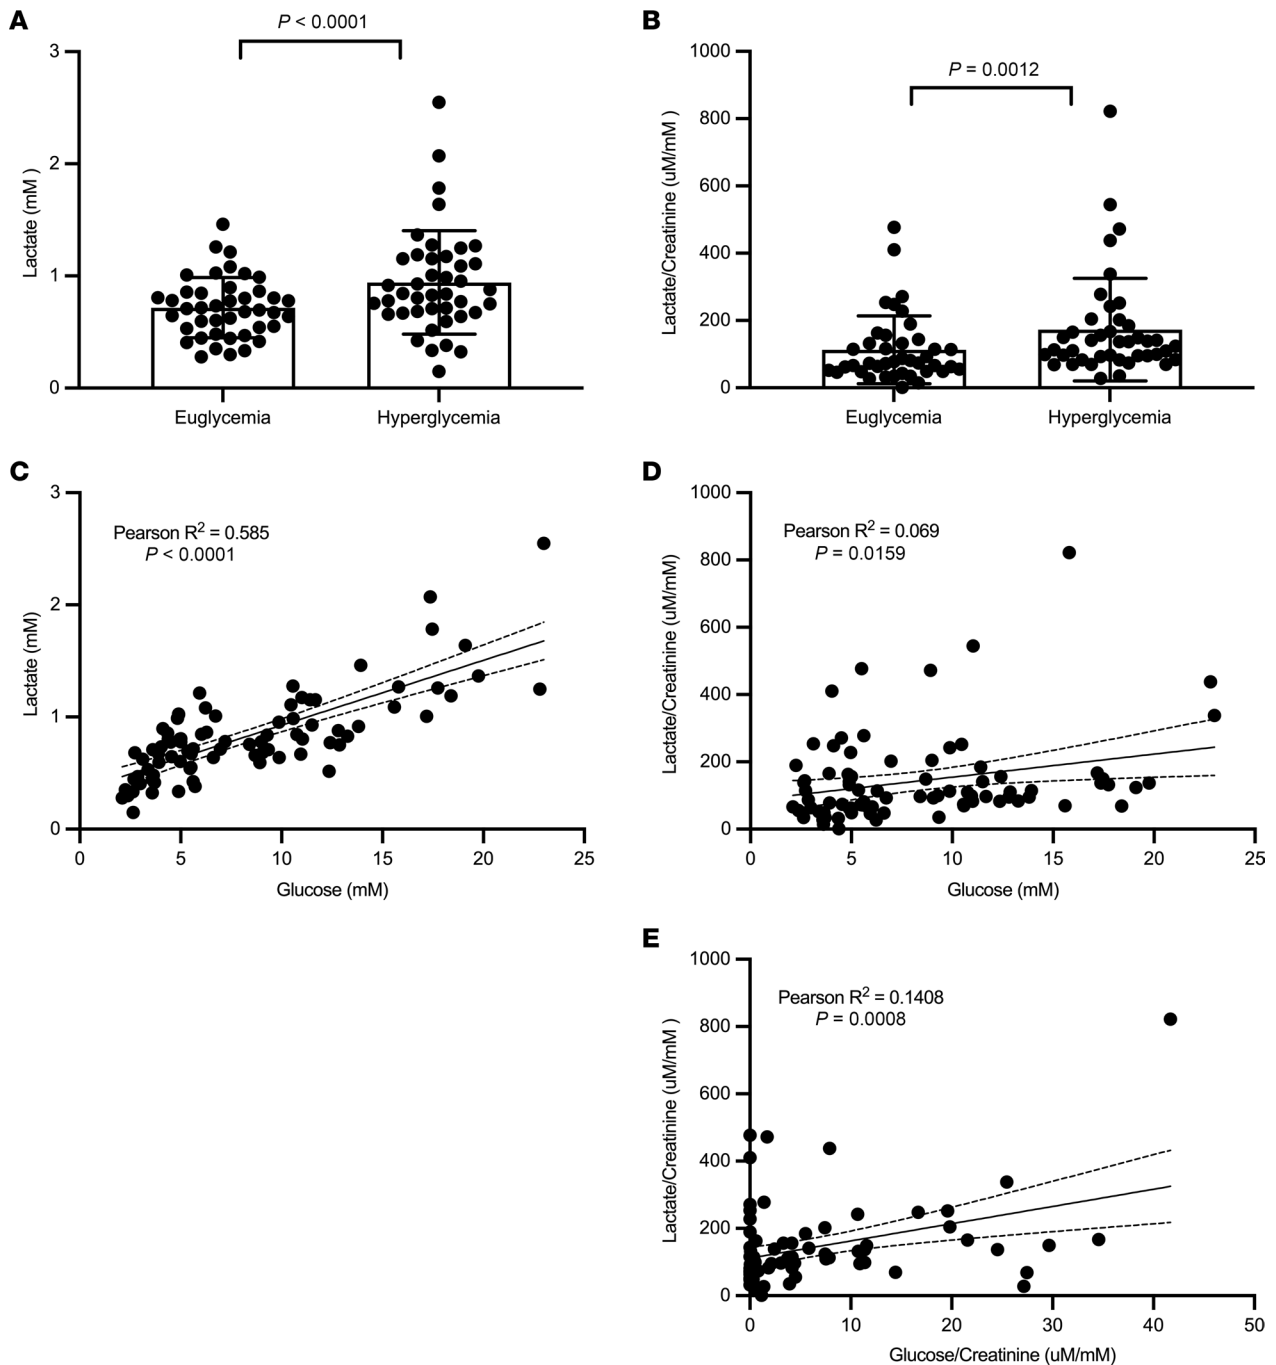 A
P < 0.0001
3
2
1
0
Lactate (mM )
Euglycemia
Hyperglycemia
B
P = 0.0012
1000
800
600
400
200
0
Lactate/Creatinine (uM/mM )
Euglycemia
Hyperglycemia
C
Pearson R² = 0.585
P < 0.0001
3
2
1
0
Lactate (mM)
0 5 10 15 20 25
Glucose (mM)
D
Pearson R² = 0.069
P = 0.0159
1000
800
600
400
200
0
Lactate/Creatinine (uM/mM)
0 5 10 15 20 25
Glucose (mM)
E
Pearson R² = 0.1408
P = 0.0008
1000
800
600
400
200
0
Lactate/Creatinine (uM/mM )
0 10 20 30 40 50
Glucose/Creatinine (uM/mM)